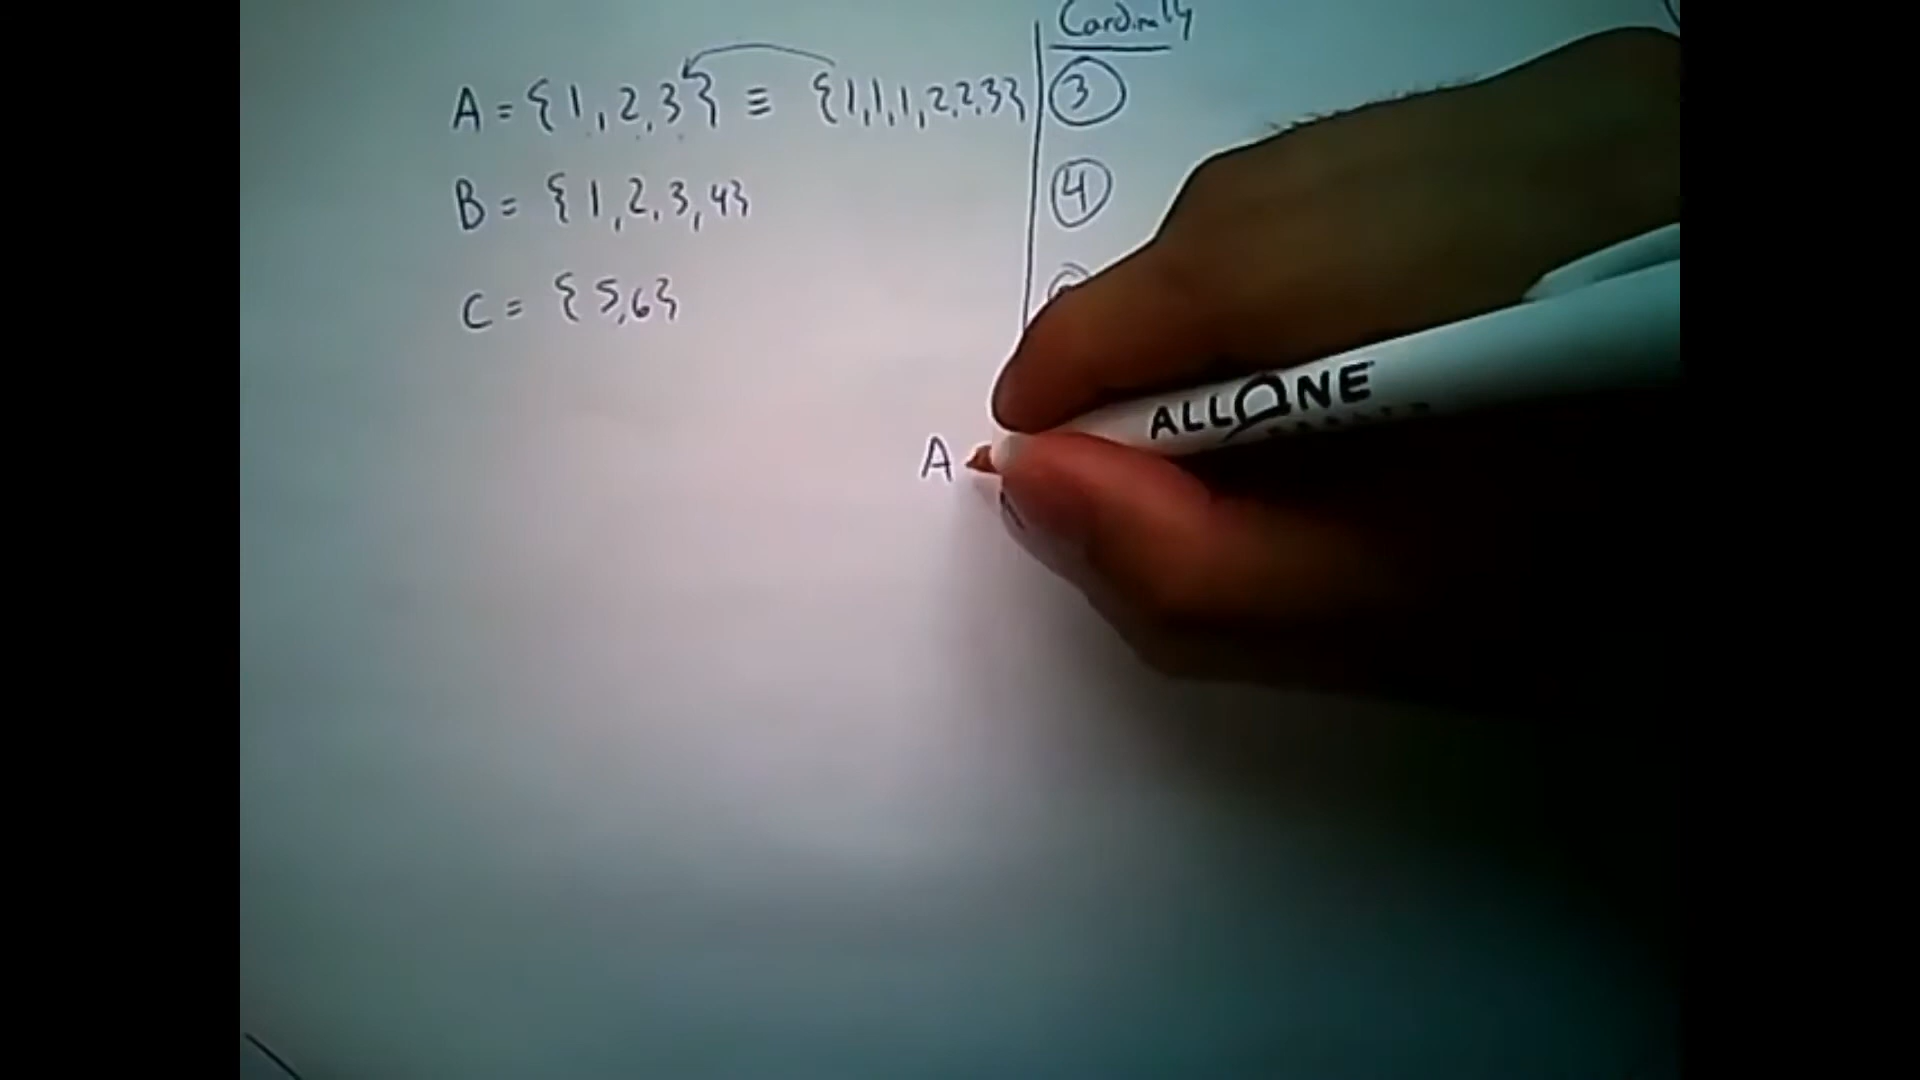 Cardinality
A = {1,2,3} ≡ {1,1,1,2,2,3} 3
B = {1,2,3,4} 4
C = {5,6}
A
ALLONE